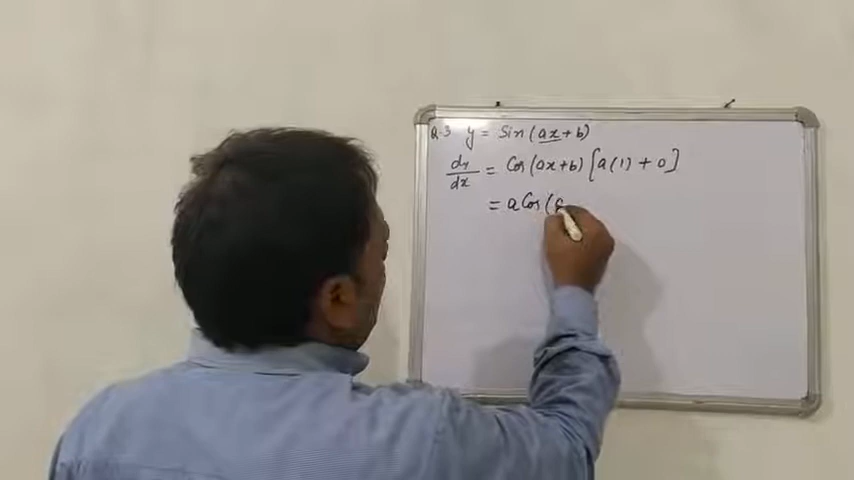 Q.3 y = Sin (ax+b)
dy/dx = Cos (ax+b) [a(1) + 0]
= a Cos (a